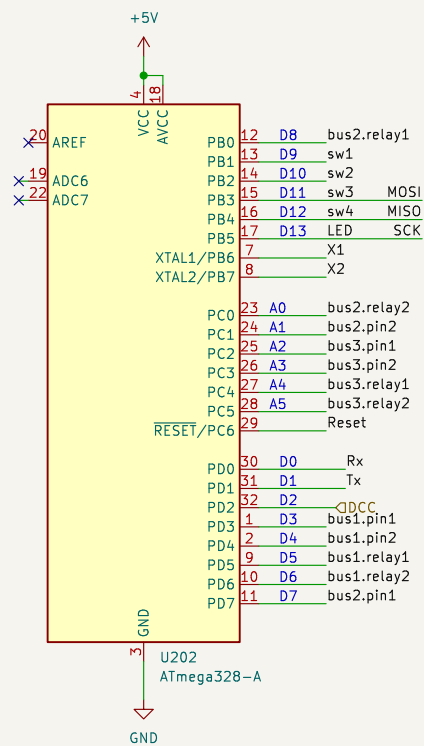 +5V
4 VCC
18 AVCC
20 AREF
PB0 12 D8 bus2.relay1
PB1 13 D9 sw1
19 ADC6
PB2 14 D10 sw2
22 ADC7
PB3 15 D11 sw3 MOSI
PB4 16 D12 sw4 MISO
PB5 17 D13 LED SCK
XTAL1/PB6 7 X1
XTAL2/PB7 8 X2
PC0 23 A0 bus2.relay2
PC1 24 A1 bus2.pin2
PC2 25 A2 bus3.pin1
PC3 26 A3 bus3.pin2
PC4 27 A4 bus3.relay1
PC5 28 A5 bus3.relay2
RESET/PC6 29 Reset
PD0 30 D0 Rx
PD1 31 D1 Tx
PD2 32 D2 DCC
PD3 1 D3 bus1.pin1
PD4 2 D4 bus1.pin2
PD5 9 D5 bus1.relay1
PD6 10 D6 bus1.relay2
PD7 11 D7 bus2.pin1
GND 3
U202
ATmega328-A
GND